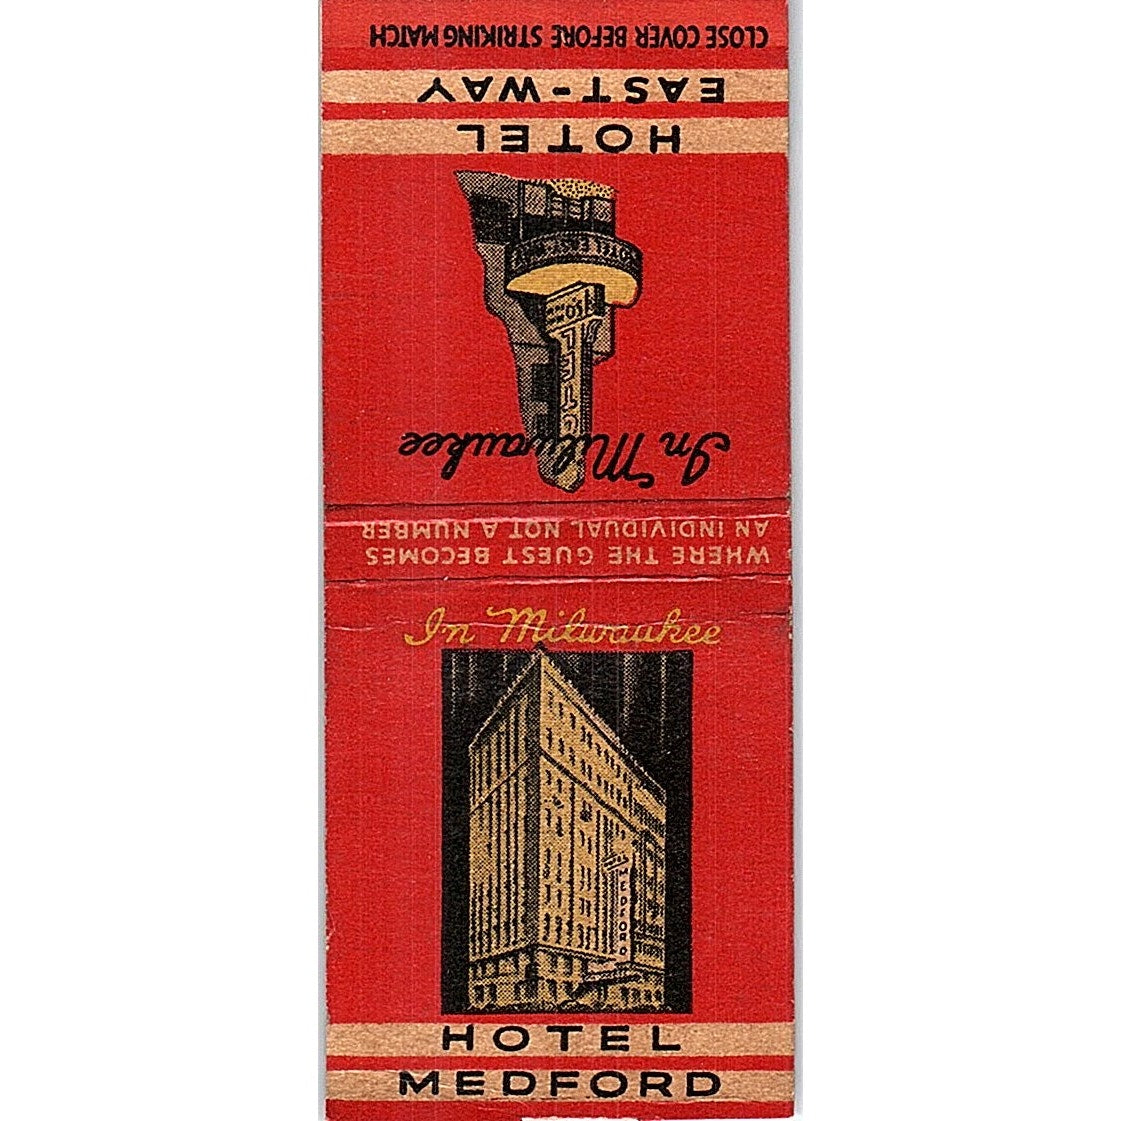 CLOSE COVER BEFORE STRIKING MATCH
EAST-WAY
HOTEL
In Milwaukee
WHERE THE GUEST BECOMES
AN INDIVIDUAL NOT A NUMBER
In Milwaukee
MEDFORD
HOTEL
MEDFORD